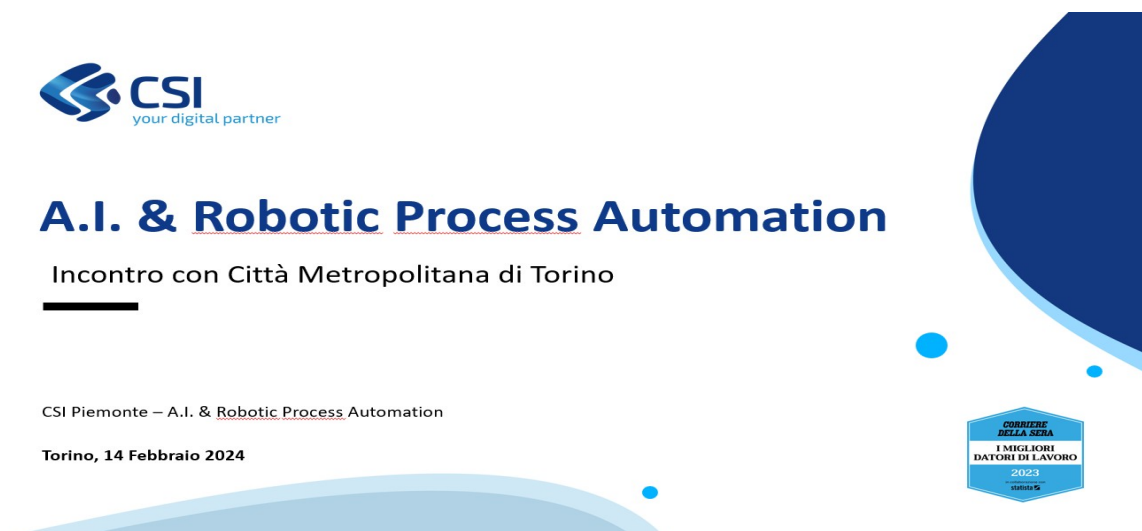 CSI
your digital partner
A.I. & Robotic Process Automation
Incontro con Città Metropolitana di Torino
CSI Piemonte – A.I. & Robotic Process Automation
Torino, 14 Febbraio 2024
CORRIERE
DELLA SERA
I MIGLIORI
DATORI DI LAVORO
2023
statista